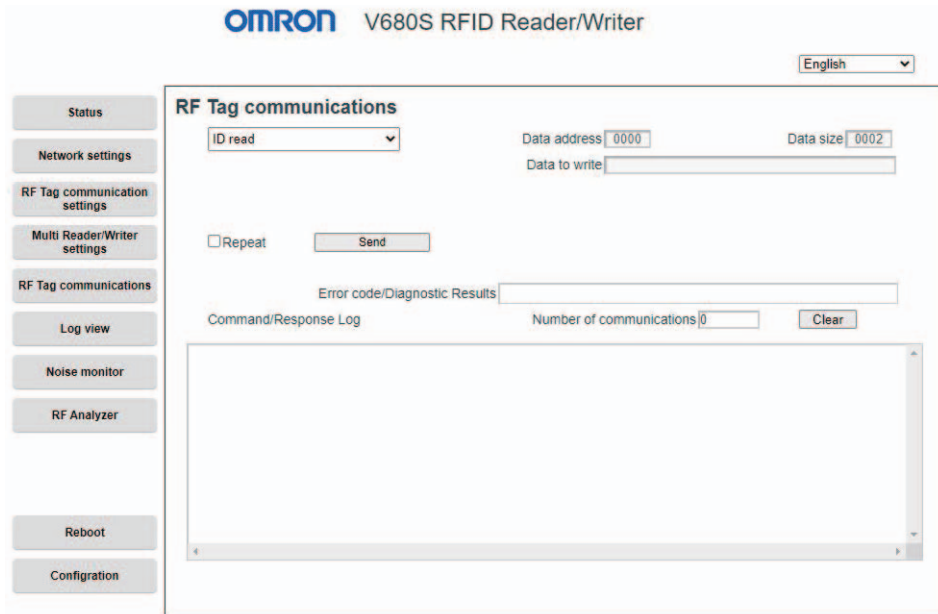 OMRON V680S RFID Reader/Writer
English
Status
Network settings
RF Tag communication
settings
Multi Reader/Writer
settings
RF Tag communications
Log view
Noise monitor
RF Analyzer
Reboot
Configration
RF Tag communications
ID read
Data address 0000
Data size 0002
Data to write
Repeat
Send
Error code/Diagnostic Results
Command/Response Log
Number of communications 0
Clear